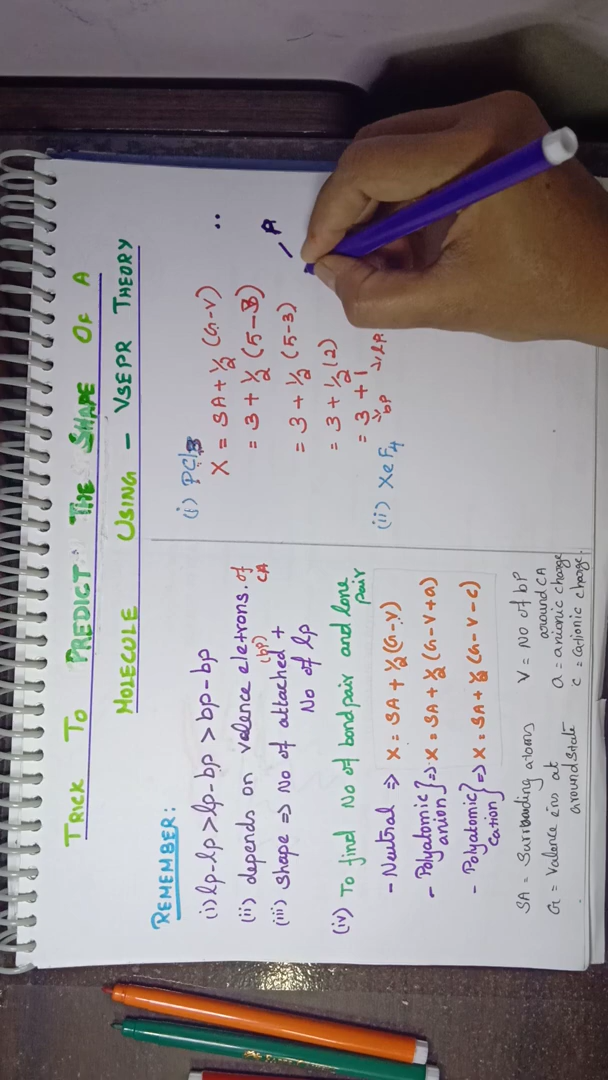 TRICK TO PREDICT THE SHAPE OF A
MOLECULE USING - VSEPR THEORY
REMEMBER:
(i) lp-lp > lp-bp > bp-bp
(ii) depends on valence eletrons. of CA
(iii) Shape => No of attached + (bp)
No of lp
(iv) To find No of bond pair and lone pair
- Neutral => X = SA + 1/2 (G-V)
- Polyatomic anion} => X = SA + 1/2 (G-V+a)
- Polyatomic cation} => X = SA + 1/2 (G-V-c)
SA = Surrounding atoms
G = Valence e⁻ns at
ground state
V = No of bp
around CA
a = anionic charge
c = cationic charge.
(i) PCl3
X = SA + 1/2 (G-V)
= 3 + 1/2 (5-3)
= 3 + 1/2 (5-3)
= 3 + 1/2 (2)
= 3 + 1
bp lp
(ii) XeF4
..
P